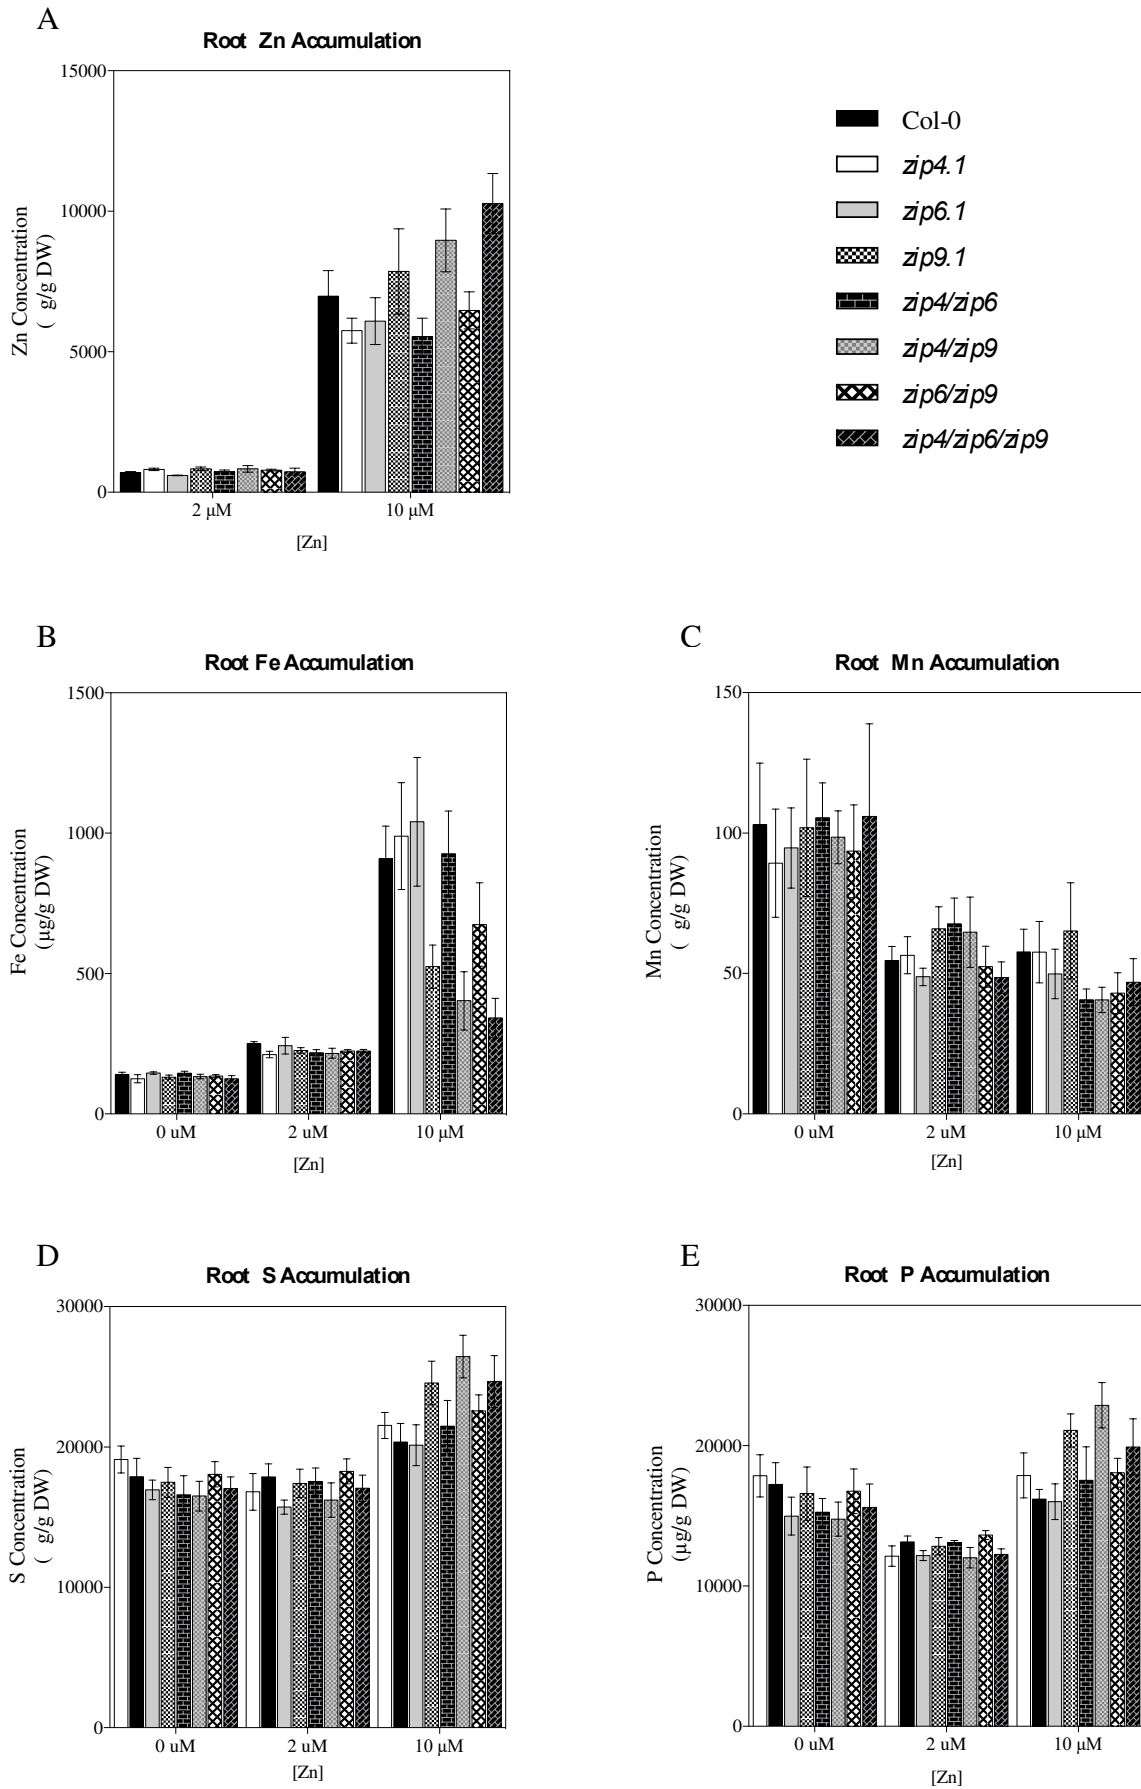 A
Root Zn Accumulation
15000
10000
5000
0
Zn Concentration
( g/g DW)
2 μM
10 μM
[Zn]
Col-0
zip4.1
zip6.1
zip9.1
zip4/zip6
zip4/zip9
zip6/zip9
zip4/zip6/zip9
B
Root Fe Accumulation
1500
1000
500
0
Fe Concentration
(μg/g DW)
0 uM
2 uM
10 μM
[Zn]
C
Root Mn Accumulation
150
100
50
0
Mn Concentration
( g/g DW)
0 uM
2 uM
10 μM
[Zn]
D
Root S Accumulation
30000
20000
10000
0
S Concentration
( g/g DW)
0 uM
2 uM
10 μM
[Zn]
E
Root P Accumulation
30000
20000
10000
0
P Concentration
(μg/g DW)
0 uM
2 uM
10 μM
[Zn]